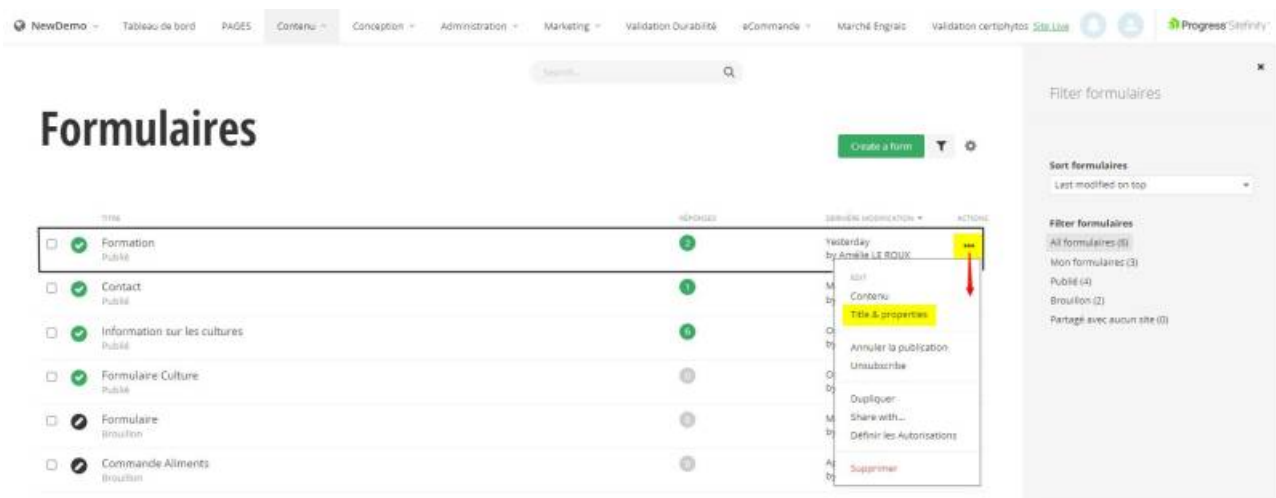 NewDemo Tableau de bord PAGES Contenu Conception Administration Marketing Validation Durabilité eCommande Marché Engrais Validation certiphytos Site Live Progress Sitefinity
Search...
Filter formulaires
Formulaires
Create a form
Sort formulaires
Last modified on top
TITRE RÉPONSES DERNIÈRE MODIFICATION ACTIONS
Filter formulaires
All formulaires (6)
Mon formulaires (3)
Publié (4)
Brouillon (2)
Partagé avec aucun site (0)
Formation 2 Yesterday
Publié by Amélie LE ROUX
Contact 1 M
Publié by
Information sur les cultures 6 O
Publié by
Formulaire Culture 0 O
Publié by
Formulaire 0 M
Brouillon by
Commande Aliments 0 A
Brouillon by
EDIT
Contenu
Title & properties
Annuler la publication
Unsubscribe
Dupliquer
Share with...
Définir les Autorisations
Supprimer